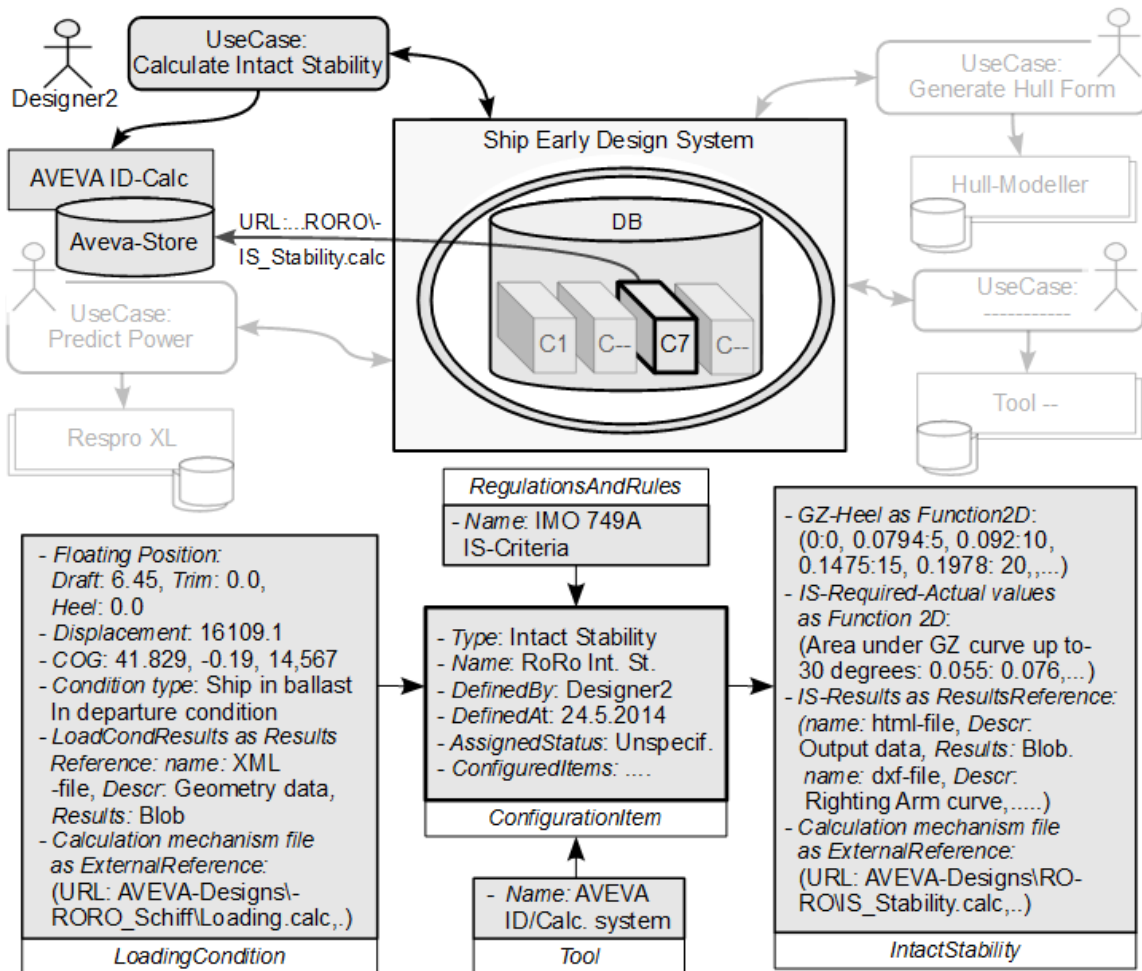 UseCase:
Calculate Intact Stability
Designer2
AVEVA ID-Calc
Aveva-Store
URL:...RORO\-
IS_Stability.calc
Ship Early Design System
DB
C1
C--
C7
C--
UseCase:
Generate Hull Form
Hull-Modeller
UseCase:
-----------
Tool --
UseCase:
Predict Power
Respro XL
- Floating Position:
Draft: 6.45, Trim: 0.0,
Heel: 0.0
- Displacement: 16109.1
- COG: 41.829, -0.19, 14,567
- Condition type: Ship in ballast
In departure condition
- LoadCondResults as Results
Reference: name: XML
-file, Descr: Geometry data,
Results: Blob
- Calculation mechanism file
as ExternalReference:
(URL: AVEVA-Designs\-
RORO_Schiff\Loading.calc,.)
LoadingCondition
RegulationsAndRules
- Name: IMO 749A
IS-Criteria
- Type: Intact Stability
- Name: RoRo Int. St.
- DefinedBy: Designer2
- DefinedAt: 24.5.2014
- AssignedStatus: Unspecif.
- ConfiguredItems: ....
ConfigurationItem
- Name: AVEVA
ID/Calc. system
Tool
- GZ-Heel as Function2D:
(0:0, 0.0794:5, 0.092:10,
0.1475:15, 0.1978: 20,,...)
- IS-Required-Actual values
as Function 2D:
(Area under GZ curve up to-
30 degrees: 0.055: 0.076,...)
- IS-Results as ResultsReference:
(name: html-file, Descr:
Output data, Results: Blob.
name: dxf-file, Descr:
Righting Arm curve,.....)
- Calculation mechanism file
as ExternalReference:
(URL: AVEVA-Designs\RO-
RO\IS_Stability.calc,..)
IntactStability